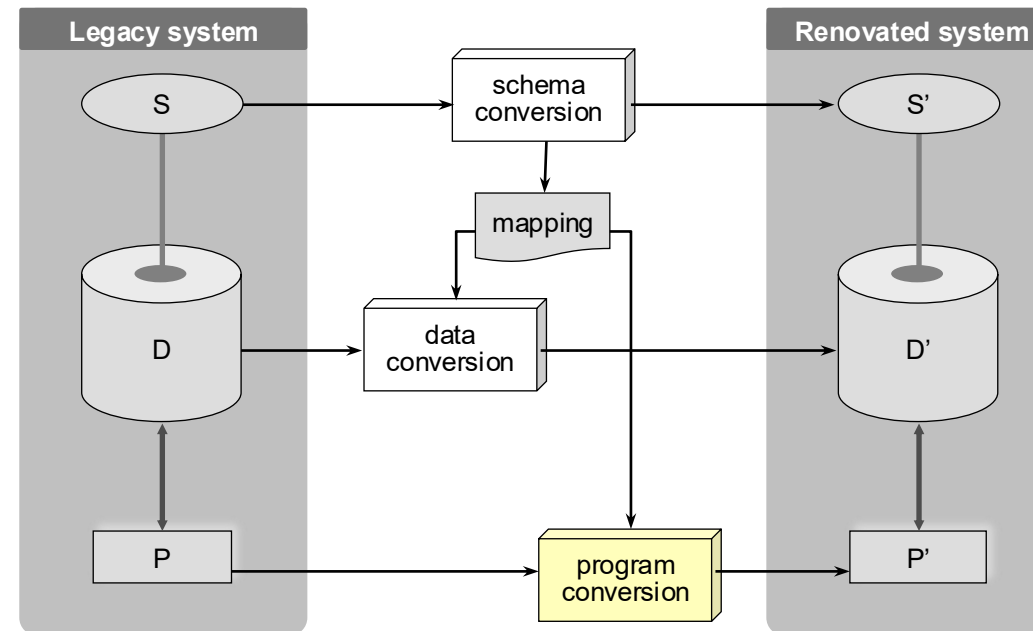 Legacy system
Renovated system
S
schema
conversion
S’
mapping
D
data
conversion
D’
P
program
conversion
P’